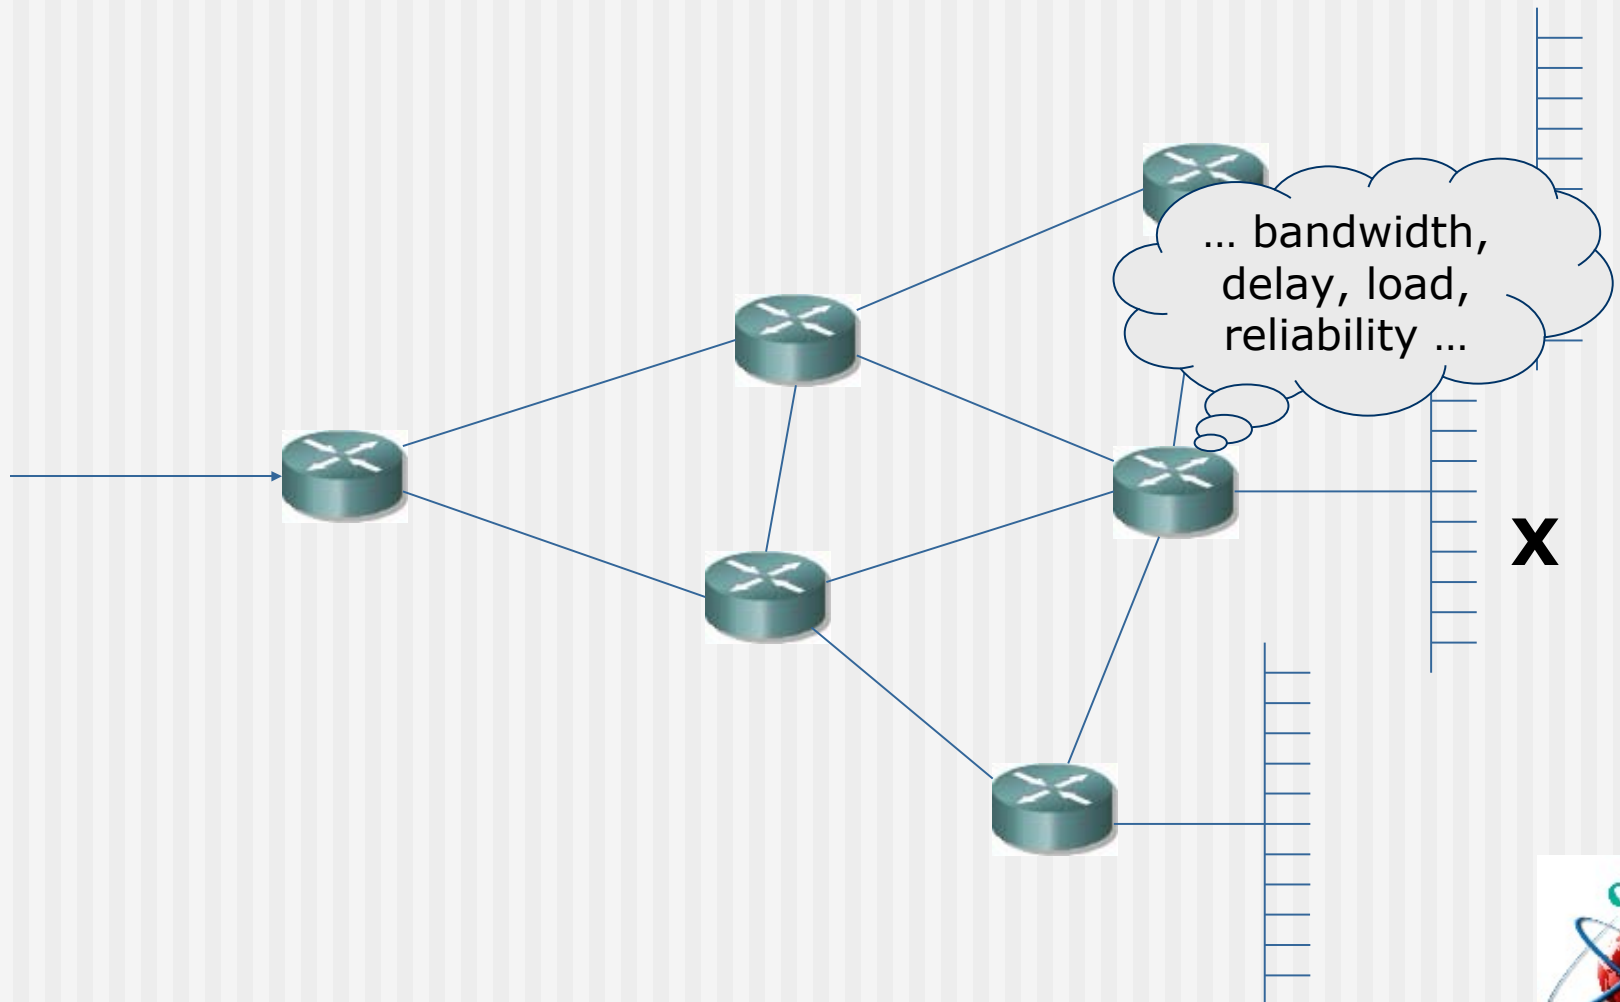 … bandwidth,
delay, load,
reliability …
X